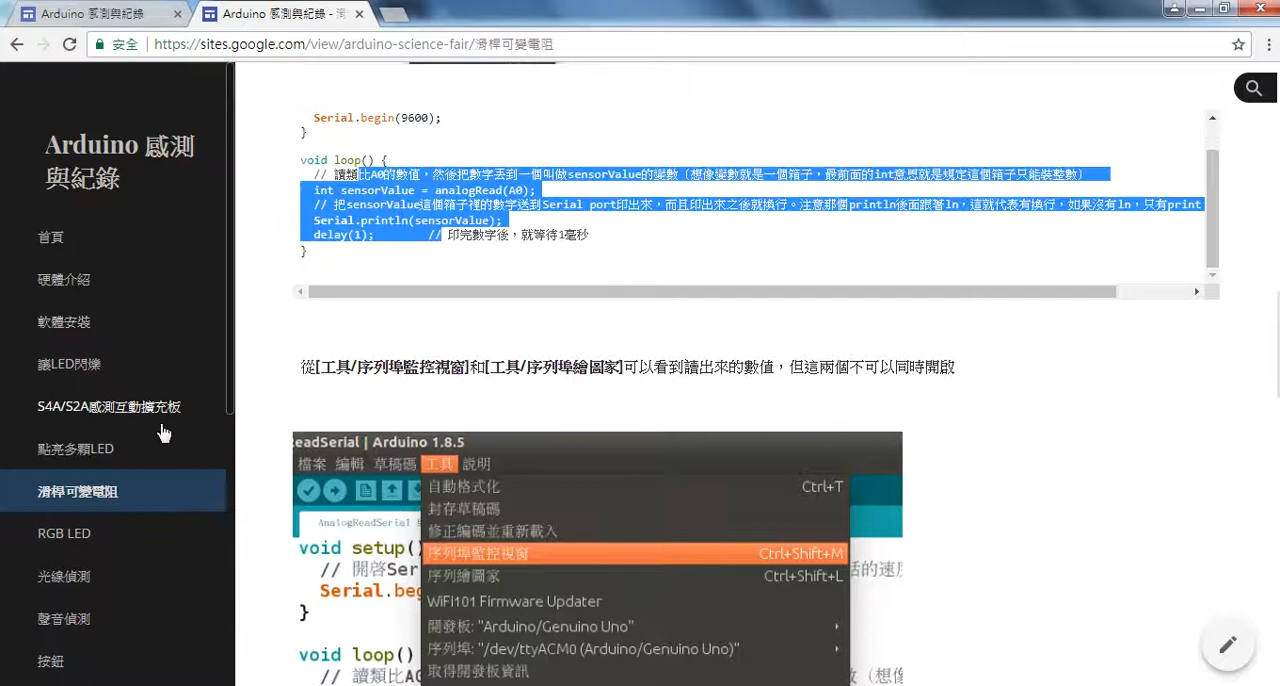 Arduino 感測與紀錄
Arduino 感測與紀錄 - 滑
安全
https://sites.google.com/view/arduino-science-fair/滑桿可變電阻
Arduino 感測
與紀錄
首頁
硬體介紹
軟體安裝
讓LED閃爍
S4A/S2A感測互動擴充板
點亮多顆LED
滑桿可變電阻
RGB LED
光線偵測
聲音偵測
按鈕
Serial.begin(9600);
}
void loop() {
// 讀類比A0的數值，然後把數字丟到一個叫做sensorValue的變數（想像變數就是一個箱子，最前面的int意思就是規定這個箱子只能裝整數）
int sensorValue = analogRead(A0);
// 把sensorValue這個箱子裡的數字送到Serial port印出來，而且印出來之後就換行。注意那個println後面跟著ln，這就代表有換行，如果沒有ln，只有print
Serial.println(sensorValue);
delay(1); // 印完數字後，就等待1毫秒
}
從[工具/序列埠監控視窗]和[工具/序列埠繪圖家]可以看到讀出來的數值，但這兩個不可以同時開啟
eadSerial | Arduino 1.8.5
檔案 編輯 草稿碼 工具 說明
自動格式化 Ctrl+T
封存草稿碼
修正編碼並重新載入
序列埠監控視窗 Ctrl+Shift+M
序列繪圖家 Ctrl+Shift+L
WiFi101 Firmware Updater
開發板: "Arduino/Genuino Uno"
序列埠: "/dev/ttyACM0 (Arduino/Genuino Uno)"
取得開發板資訊
AnalogReadSerial
void setup()
// 開啓Ser
話的速度
Serial.beg
}
void loop()
// 讀類比A0
數（想像